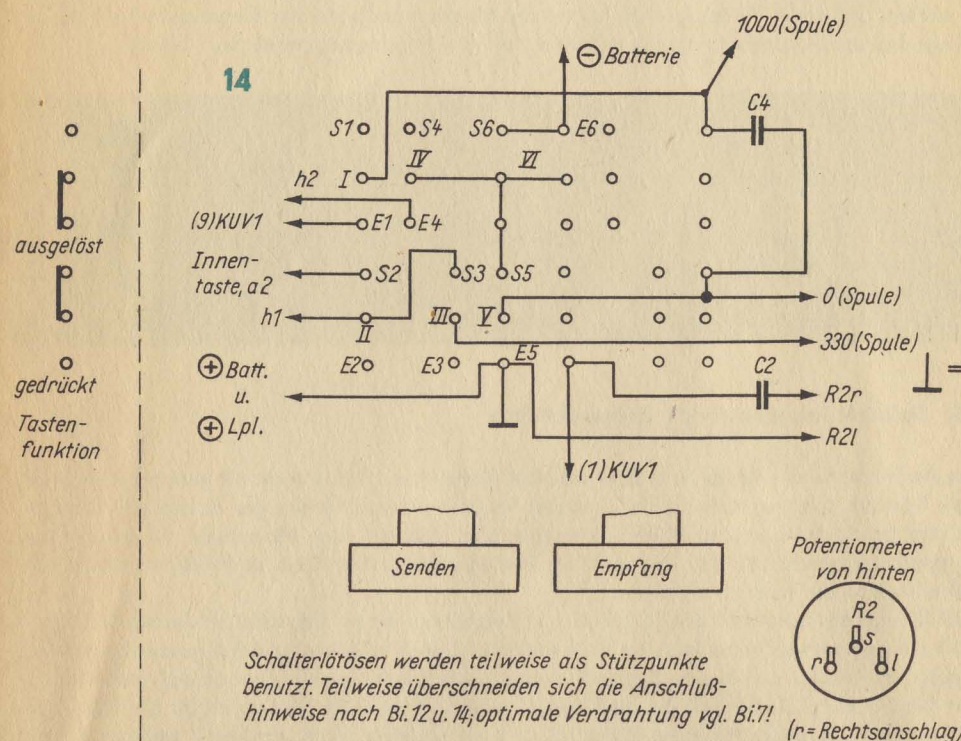 14
1000(Spule)
⊖ Batterie
C4
S1 S4 S6 E6
IV VI
h2 I
(9)KUV1 E1 E4
ausgelöst
Innen-
taste, a2
S2 S3 S5
0(Spule)
h1 II III V
330(Spule)
E2 E3 E5
gedrückt
⊕ Batt.
u.
⊕ Lpl.
C2
R2r
R2l
=
Tasten-
funktion
(1)KUV1
Senden Empfang
Potentiometer
von hinten
R2
s
r l
Schalterlötösen werden teilweise als Stützpunkte
benutzt. Teilweise überschneiden sich die Anschluß-
hinweise nach Bi.12 u. 14; optimale Verdrahtung vgl. Bi.7!
(r=Rechtsanschlag)